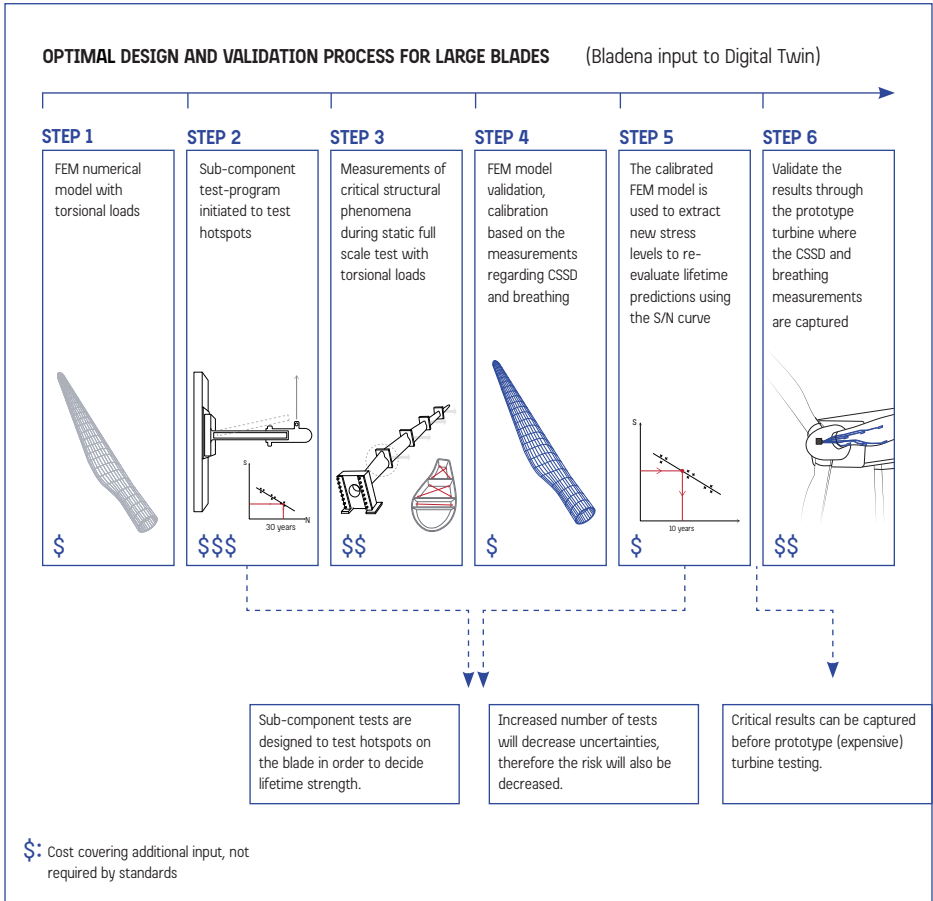 OPTIMAL DESIGN AND VALIDATION PROCESS FOR LARGE BLADES (Bladena input to Digital Twin)
STEP 1
FEM numerical
model with
torsional loads
$
STEP 2
Sub-component
test-program
initiated to test
hotspots
S
N
30 years
$$$
STEP 3
Measurements of
critical structural
phenomena
during static full
scale test with
torsional loads
$$
STEP 4
FEM model
validation,
calibration
based on the
measurements
regarding CSSD
and breathing
$
STEP 5
The calibrated
FEM model is
used to extract
new stress
levels to re-
evaluate lifetime
predictions using
the S/N curve
S
10 years
$
STEP 6
Validate the
results through
the prototype
turbine where
the CSSD and
breathing
measurements
are captured
$$
Sub-component tests are
designed to test hotspots on
the blade in order to decide
lifetime strength.
Increased number of tests
will decrease uncertainties,
therefore the risk will also be
decreased.
Critical results can be captured
before prototype (expensive)
turbine testing.
$: Cost covering additional input, not
required by standards